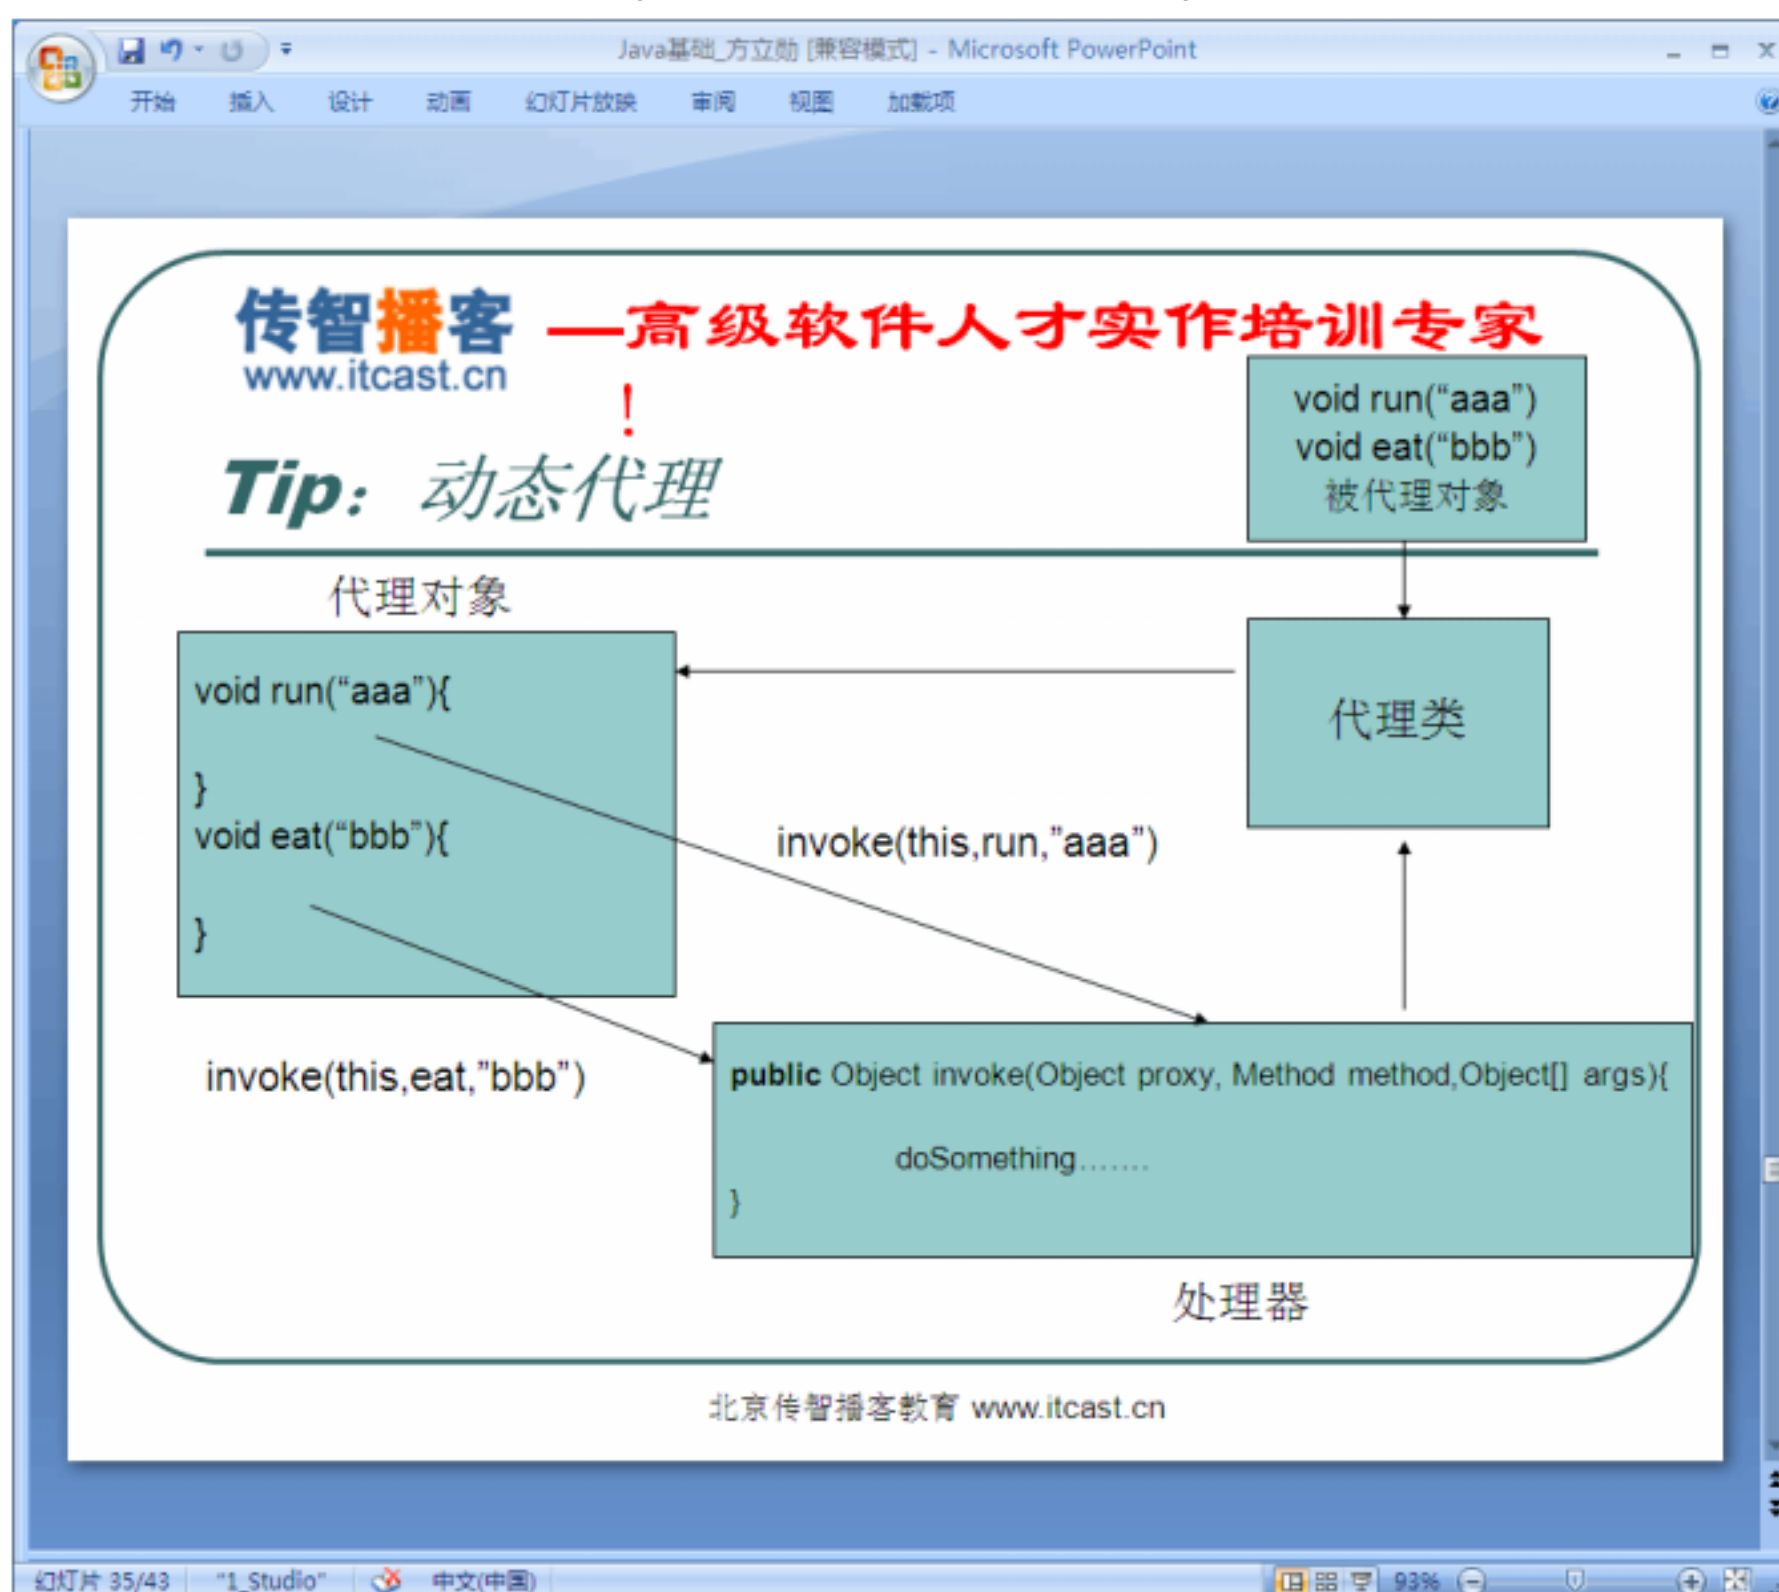 Java基础_方立勋 [兼容模式] - Microsoft PowerPoint
开始 插入 设计 动画 幻灯片放映 审阅 视图 加载项
传智播客 —高级软件人才实作培训专家
www.itcast.cn
！
void run(“aaa”)
void eat(“bbb”)
被代理对象
Tip：动态代理
代理对象
void run(“aaa”){
}
void eat(“bbb”){
}
代理类
invoke(this,run,”aaa”)
invoke(this,eat,”bbb”)
public Object invoke(Object proxy, Method method,Object[] args){
doSomething.......
}
处理器
北京传智播客教育 www.itcast.cn
幻灯片 35/43 "1_Studio" 中文(中国) 93%